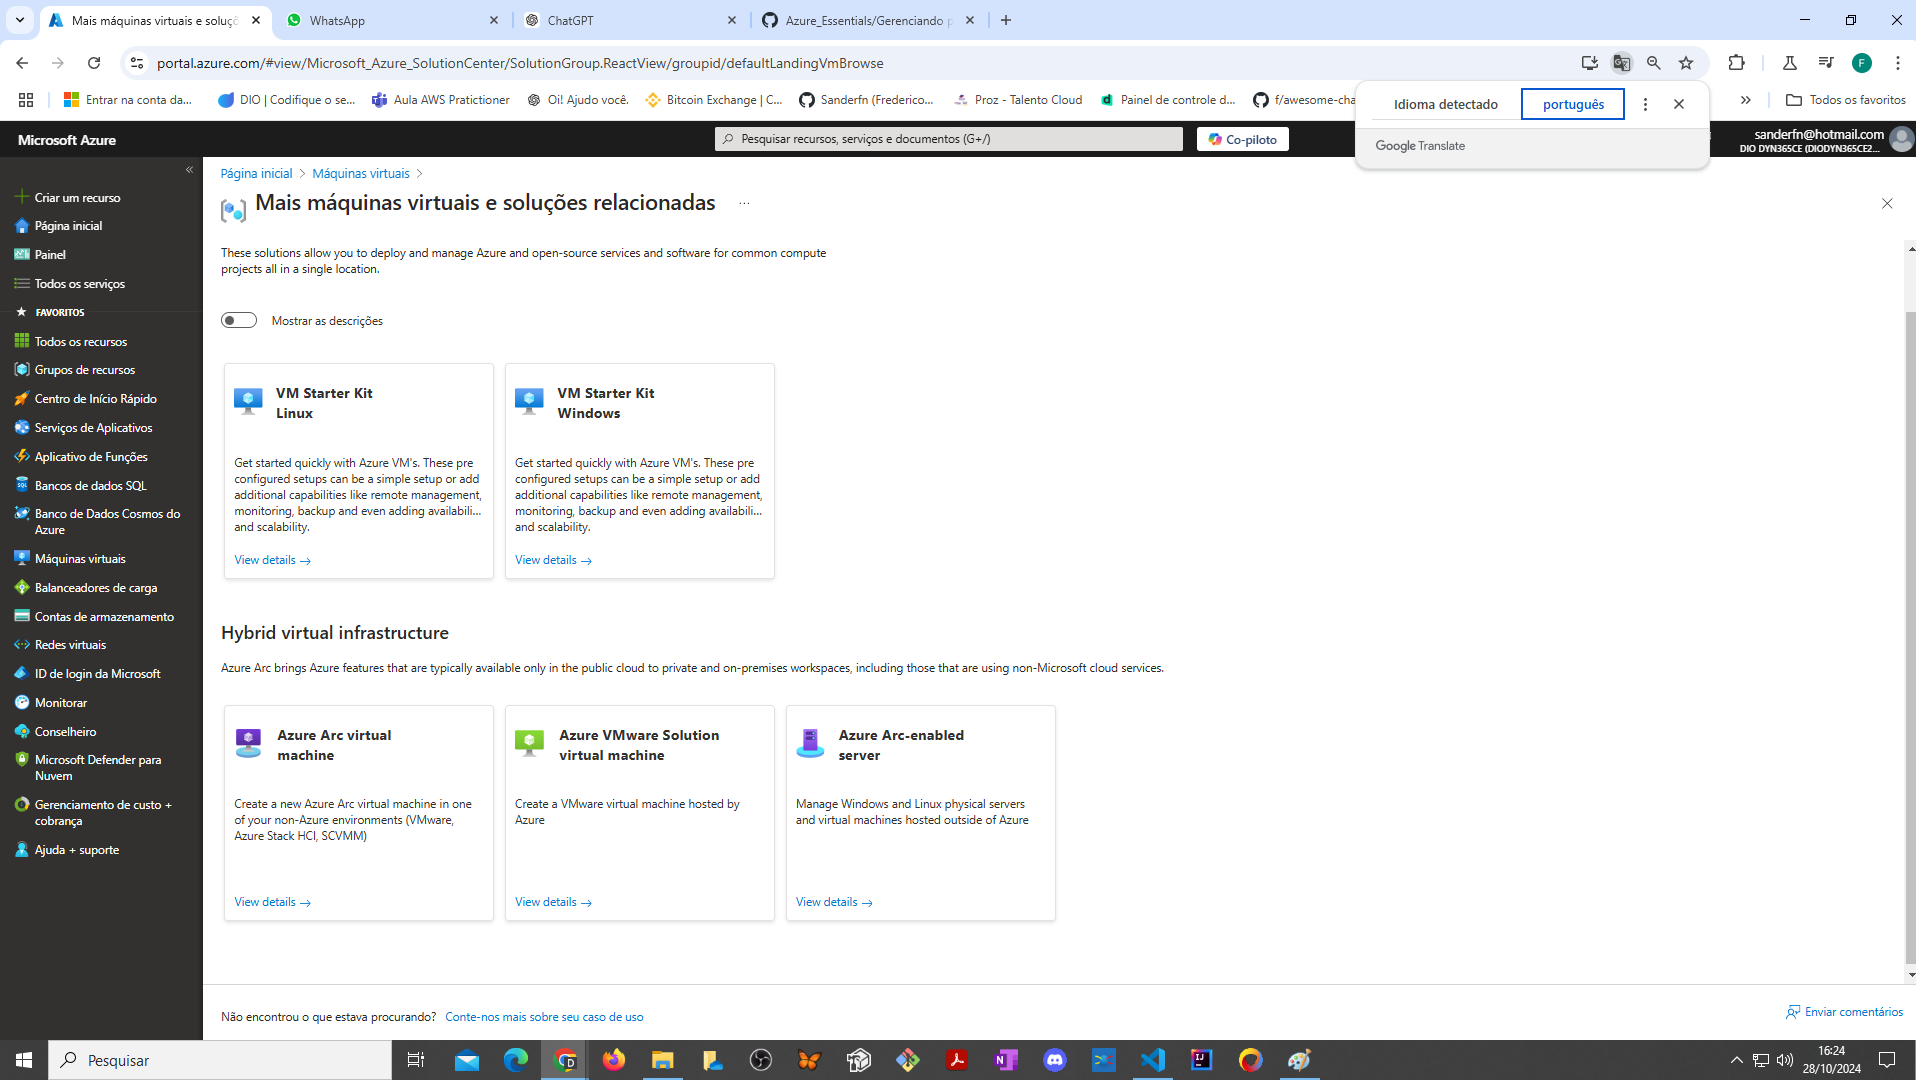 Mais máquinas virtuais e soluçõ
WhatsApp
ChatGPT
Azure_Essentials/Gerenciando p
portal.azure.com/#view/Microsoft_Azure_SolutionCenter/SolutionGroup.ReactView/groupid/defaultLandingVmBrowse
F
Entrar na conta da...
DIO | Codifique o se...
Aula AWS Pratictioner
Oi! Ajudo você.
Bitcoin Exchange | C...
Sanderfn (Frederico...
Proz - Talento Cloud
Painel de control d...
f/awesome-cha
Todos os favoritos
Idioma detectado
português
Google Translate
Microsoft Azure
Pesquisar recursos, serviços e documentos (G+/)
Co-piloto
sanderfn@hotmail.com
DIO DYN365CE (DIODYN365CE2...
Criar um recurso
Página inicial
Painel
Todos os serviços
FAVORITOS
Todos os recursos
Grupos de recursos
Centro de Início Rápido
Serviços de Aplicativos
Aplicativo de Funções
Bancos de dados SQL
Banco de Dados Cosmos do
Azure
Máquinas virtuais
Balanceadores de carga
Contas de armazenamento
Redes virtuais
ID de login da Microsoft
Monitorar
Conselheiro
Microsoft Defender para
Nuvem
Gerenciamento de custo +
cobrança
Ajuda + suporte
Página inicial > Máquinas virtuais >
Mais máquinas virtuais e soluções relacionadas ...
These solutions allow you to deploy and manage Azure and open-source services and software for common compute
projects all in a single location.
Mostrar as descrições
VM Starter Kit
Linux
Get started quickly with Azure VM's. These pre
configured setups can be a simple setup or add
additional capabilities like remote management,
monitoring, backup and even adding availabili...
and scalability.
View details →
VM Starter Kit
Windows
Get started quickly with Azure VM's. These pre
configured setups can be a simple setup or add
additional capabilities like remote management,
monitoring, backup and even adding availabili...
and scalability.
View details →
Hybrid virtual infrastructure
Azure Arc brings Azure features that are typically available only in the public cloud to private and on-premises workspaces, including those that are using non-Microsoft cloud services.
Azure Arc virtual
machine
Create a new Azure Arc virtual machine in one
of your non-Azure environments (VMware,
Azure Stack HCI, SCVMM)
View details →
Azure VMware Solution
virtual machine
Create a VMware virtual machine hosted by
Azure
View details →
Azure Arc-enabled
server
Manage Windows and Linux physical servers
and virtual machines hosted outside of Azure
View details →
Não encontrou o que estava procurando? Conte-nos mais sobre seu caso de uso
Enviar comentários
Pesquisar
16:24
28/10/2024